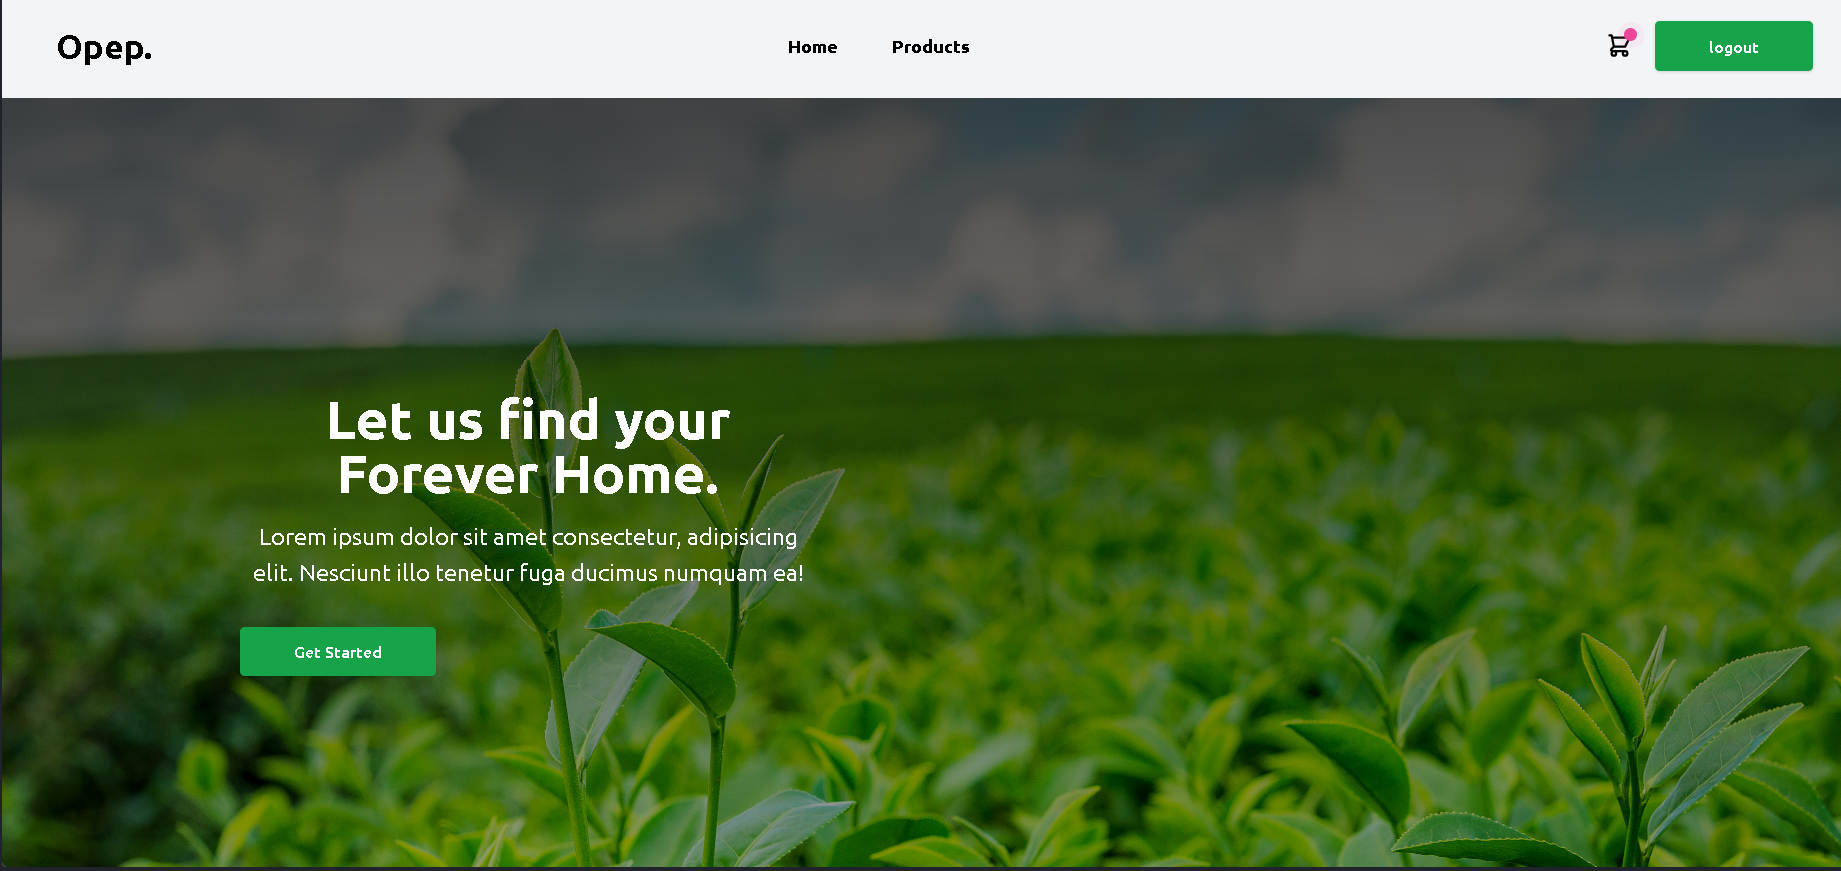 Opep.
Home
Products
logout
Let us find your
Forever Home.
Lorem ipsum dolor sit amet consectetur, adipisicing
elit. Nesciunt illo tenetur fuga ducimus numquam ea!
Get Started